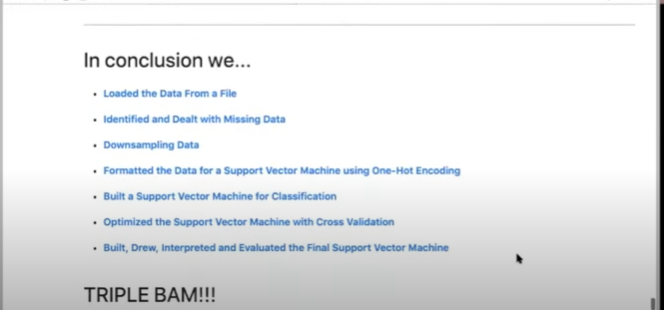 In conclusion we...
• Loaded the Data From a File
• Identified and Dealt with Missing Data
• Downsampling Data
• Formatted the Data for a Support Vector Machine using One-Hot Encoding
• Built a Support Vector Machine for Classification
• Optimized the Support Vector Machine with Cross Validation
• Built, Drew, Interpreted and Evaluated the Final Support Vector Machine
TRIPLE BAM!!!